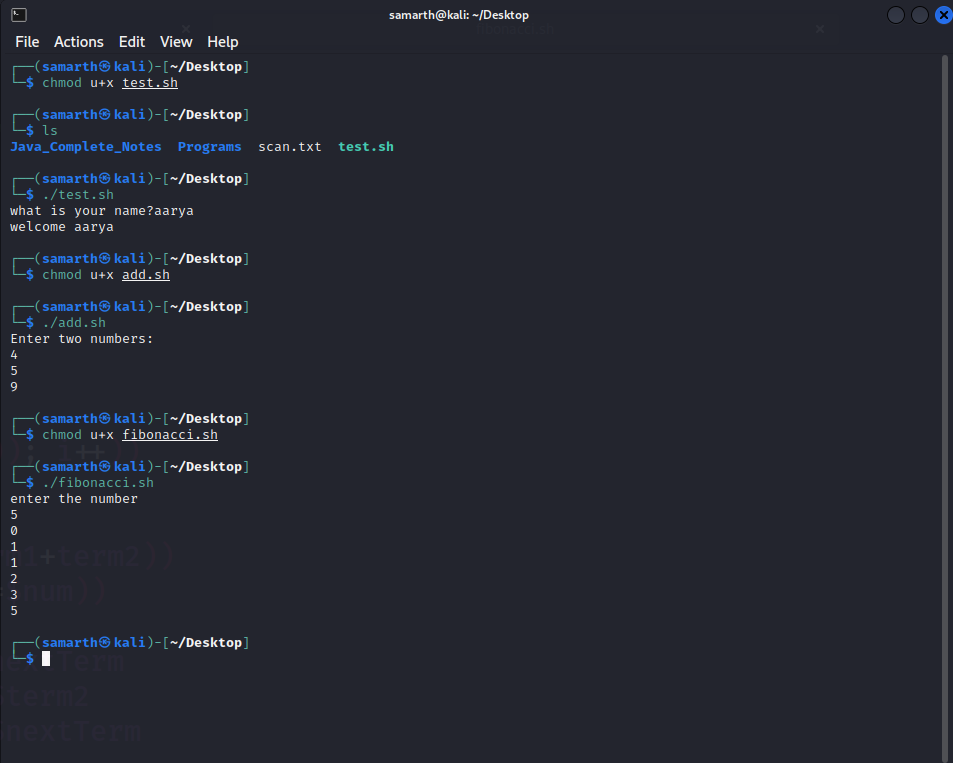 samarth@kali: ~/Desktop
File Actions Edit View Help
┌──(samarth㉿kali)-[~/Desktop]
└─$ chmod u+x test.sh
┌──(samarth㉿kali)-[~/Desktop]
└─$ ls
Java_Complete_Notes Programs scan.txt test.sh
┌──(samarth㉿kali)-[~/Desktop]
└─$ ./test.sh
what is your name?aarya
welcome aarya
┌──(samarth㉿kali)-[~/Desktop]
└─$ chmod u+x add.sh
┌──(samarth㉿kali)-[~/Desktop]
└─$ ./add.sh
Enter two numbers:
4
5
9
┌──(samarth㉿kali)-[~/Desktop]
└─$ chmod u+x fibonacci.sh
┌──(samarth㉿kali)-[~/Desktop]
└─$ ./fibonacci.sh
enter the number
5
0
1
1
2
3
5
┌──(samarth㉿kali)-[~/Desktop]
└─$
+term2))
num))
term2
nextTerm